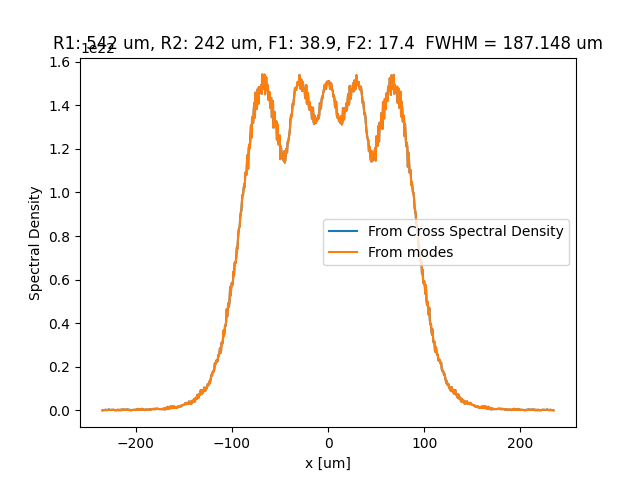 R1: 542 um, R2: 242 um, F1: 38.9, F2: 17.4  FWHM = 187.148 um
1e22
1.6
1.4
1.2
1.0
0.8
0.6
0.4
0.2
0.0
Spectral Density
From Cross Spectral Density
From modes
−200
−100
0
100
200
x [um]